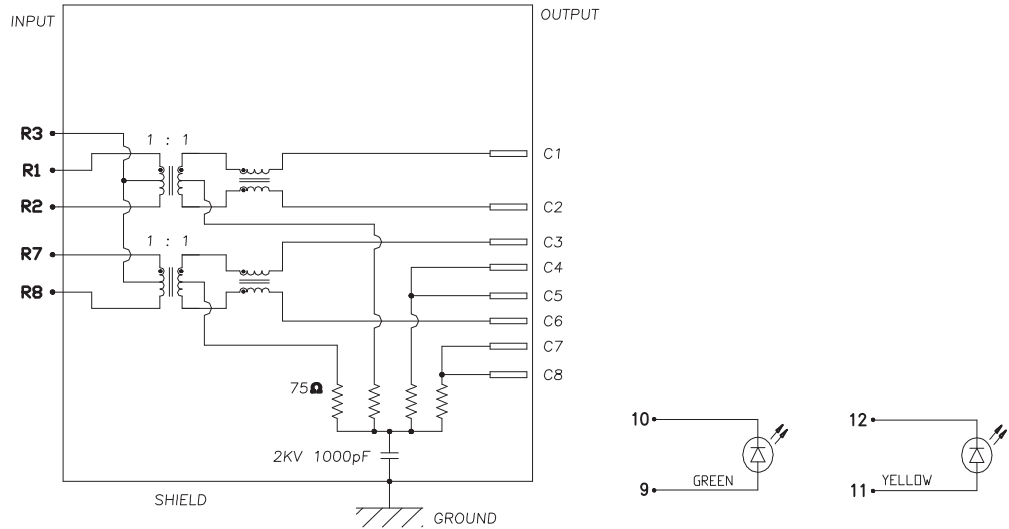 INPUT
OUTPUT
R3
1 : 1
R1
C1
R2
C2
R7
1 : 1
C3
C4
R8
C5
C6
C7
75Ω
C8
10
12
2KV 1000pF
GREEN
YELLOW
9
11
SHIELD
GROUND